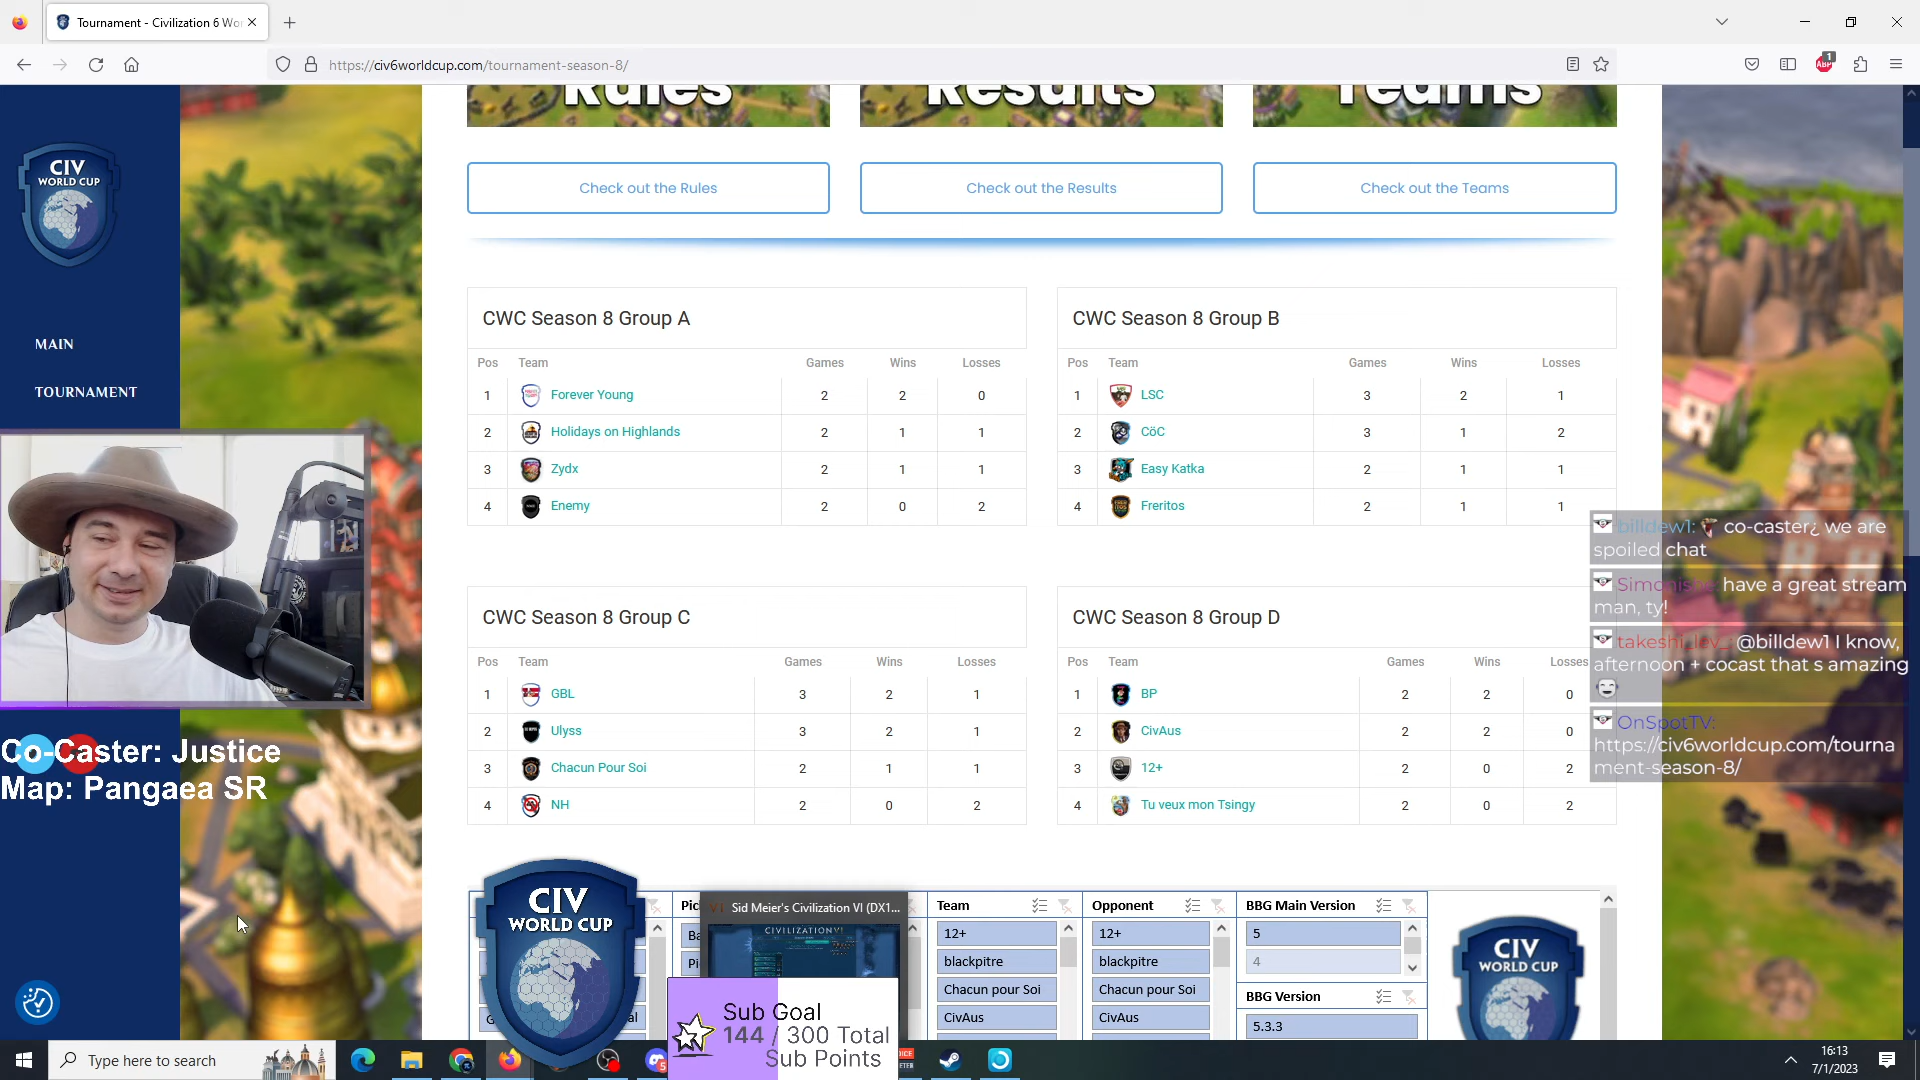 Tournament - Civilization 6 Wo
https://civ6worldcup.com/tournament-season-8/
1
ABP
Rules
Results
Teams
CIV
WORLD CUP
Check out the Rules
Check out the Results
Check out the Teams
MAIN
TOURNAMENT
CWC Season 8 Group A
Pos Team Games Wins Losses
1 Forever Young 2 2 0
2 Holidays on Highlands 2 1 1
3 Zydx 2 1 1
4 Enemy 2 0 2
CWC Season 8 Group B
Pos Team Games Wins Losses
1 LSC 3 2 1
2 CöC 3 1 2
3 Easy Katka 2 1 1
4 Freritos 2 1 1
CWC Season 8 Group C
Pos Team Games Wins Losses
1 GBL 3 2 1
2 Ulyss 3 2 1
3 Chacun Pour Soi 2 1 1
4 NH 2 0 2
CWC Season 8 Group D
Pos Team Games Wins Losses
1 BP 2 2 0
2 CivAus 2 2 0
3 12+ 2 0 2
4 Tu veux mon Tsingy 2 0 2
billdew1: co-caster¿ we are
spoiled chat
have a great stream
man, ty!
@billdew1 I know,
afternoon + cocast that s amazing
OnSpotTV:
https://civ6worldcup.com/tourna
ment-season-8/
Co-Caster: Justice
Map: Pangaea SR
CIV
WORLD CUP
Sid Meier's Civilization VI (DX1...
CIVILIZATION VI
Team
12+
blackpitre
Chacun pour Soi
CivAus
Opponent
12+
blackpitre
Chacun pour Soi
CivAus
BBG Main Version
5
4
BBG Version
5.3.3
CIV
WORLD CUP
Sub Goal
144 / 300 Total
Sub Points
Type here to search
5
16:13
7/1/2023